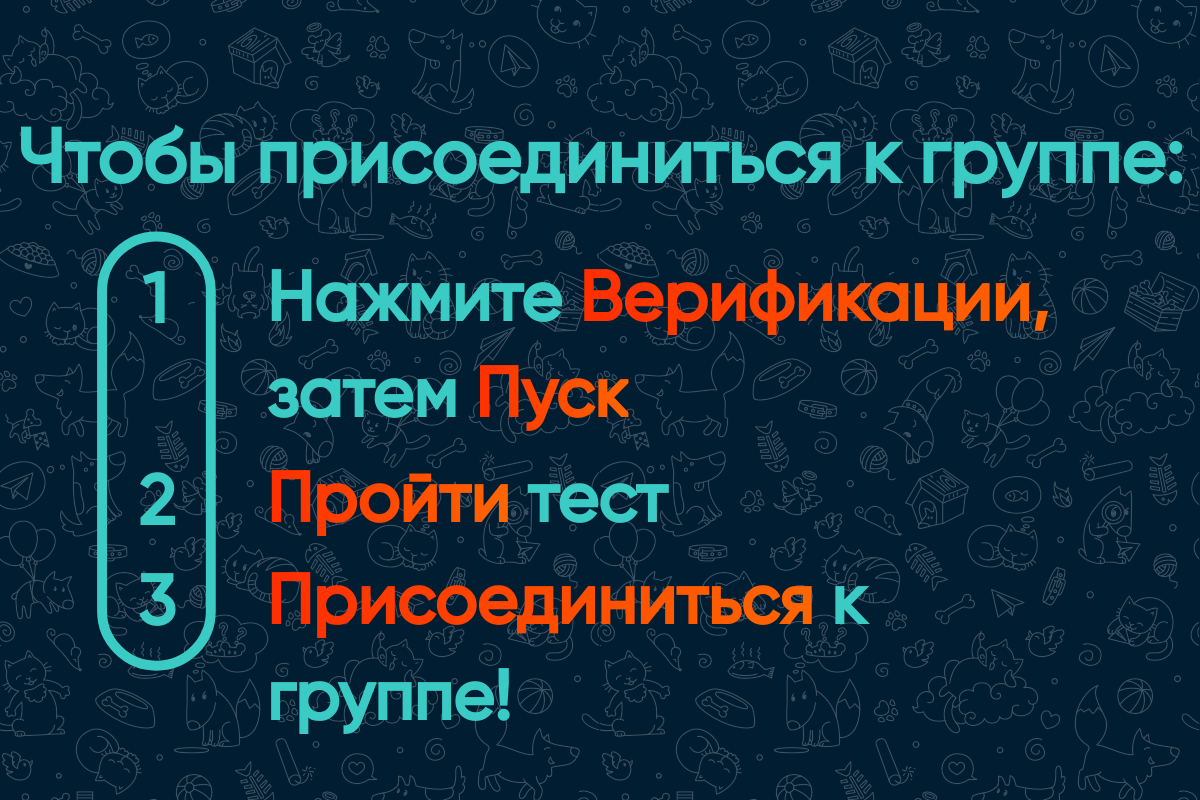 Чтобы присоединиться к группе:
1 Нажмите Верификации,
затем Пуск
2 Пройти тест
3 Присоединиться к
группе!